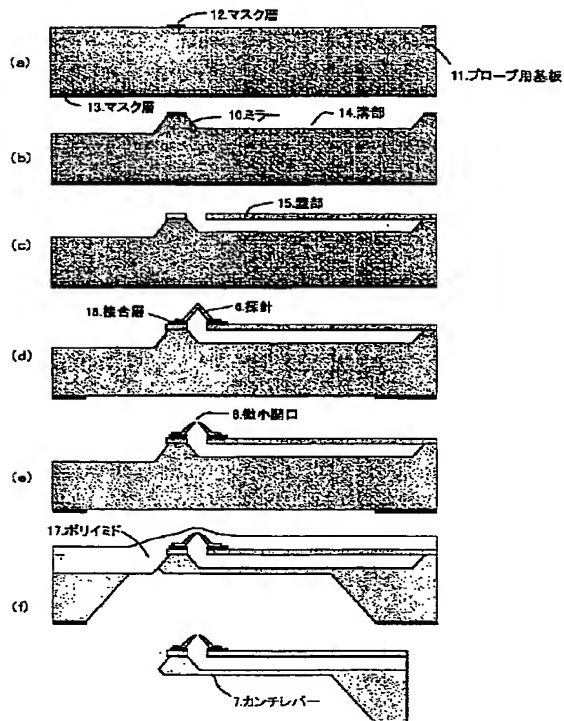 12.マスク層
(a)
11.プローブ用基板
13.マスク層
10.ミラー
14.溝部
(b)
15.蓋部
(c)
16.接合層
6.探針
(d)
8.微小開口
(e)
17.ポリイミド
(f)
7.カンチレバー